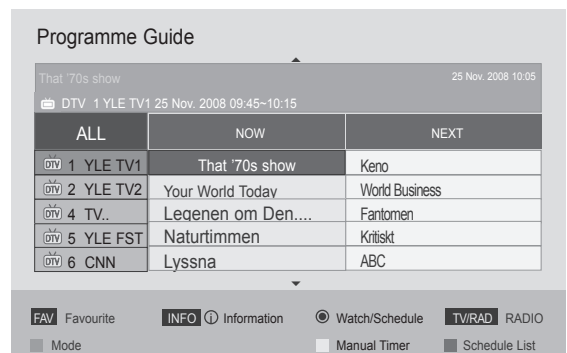 Programme Guide
That '70s show 25 Nov. 2008 10:05
DTV 1 YLE TV1 25 Nov. 2008 09:45~10:15
ALL NOW NEXT
DTV 1 YLE TV1 That '70s show Keno
DTV 2 YLE TV2 Your World Today World Business
DTV 4 TV.. Legenen om Den.... Fantomen
DTV 5 YLE FST Naturtimmen Kritiskt
DTV 6 CNN Lyssna ABC
FAV Favourite INFO ⓘ Information Watch/Schedule TV/RAD RADIO
Mode Manual Timer Schedule List